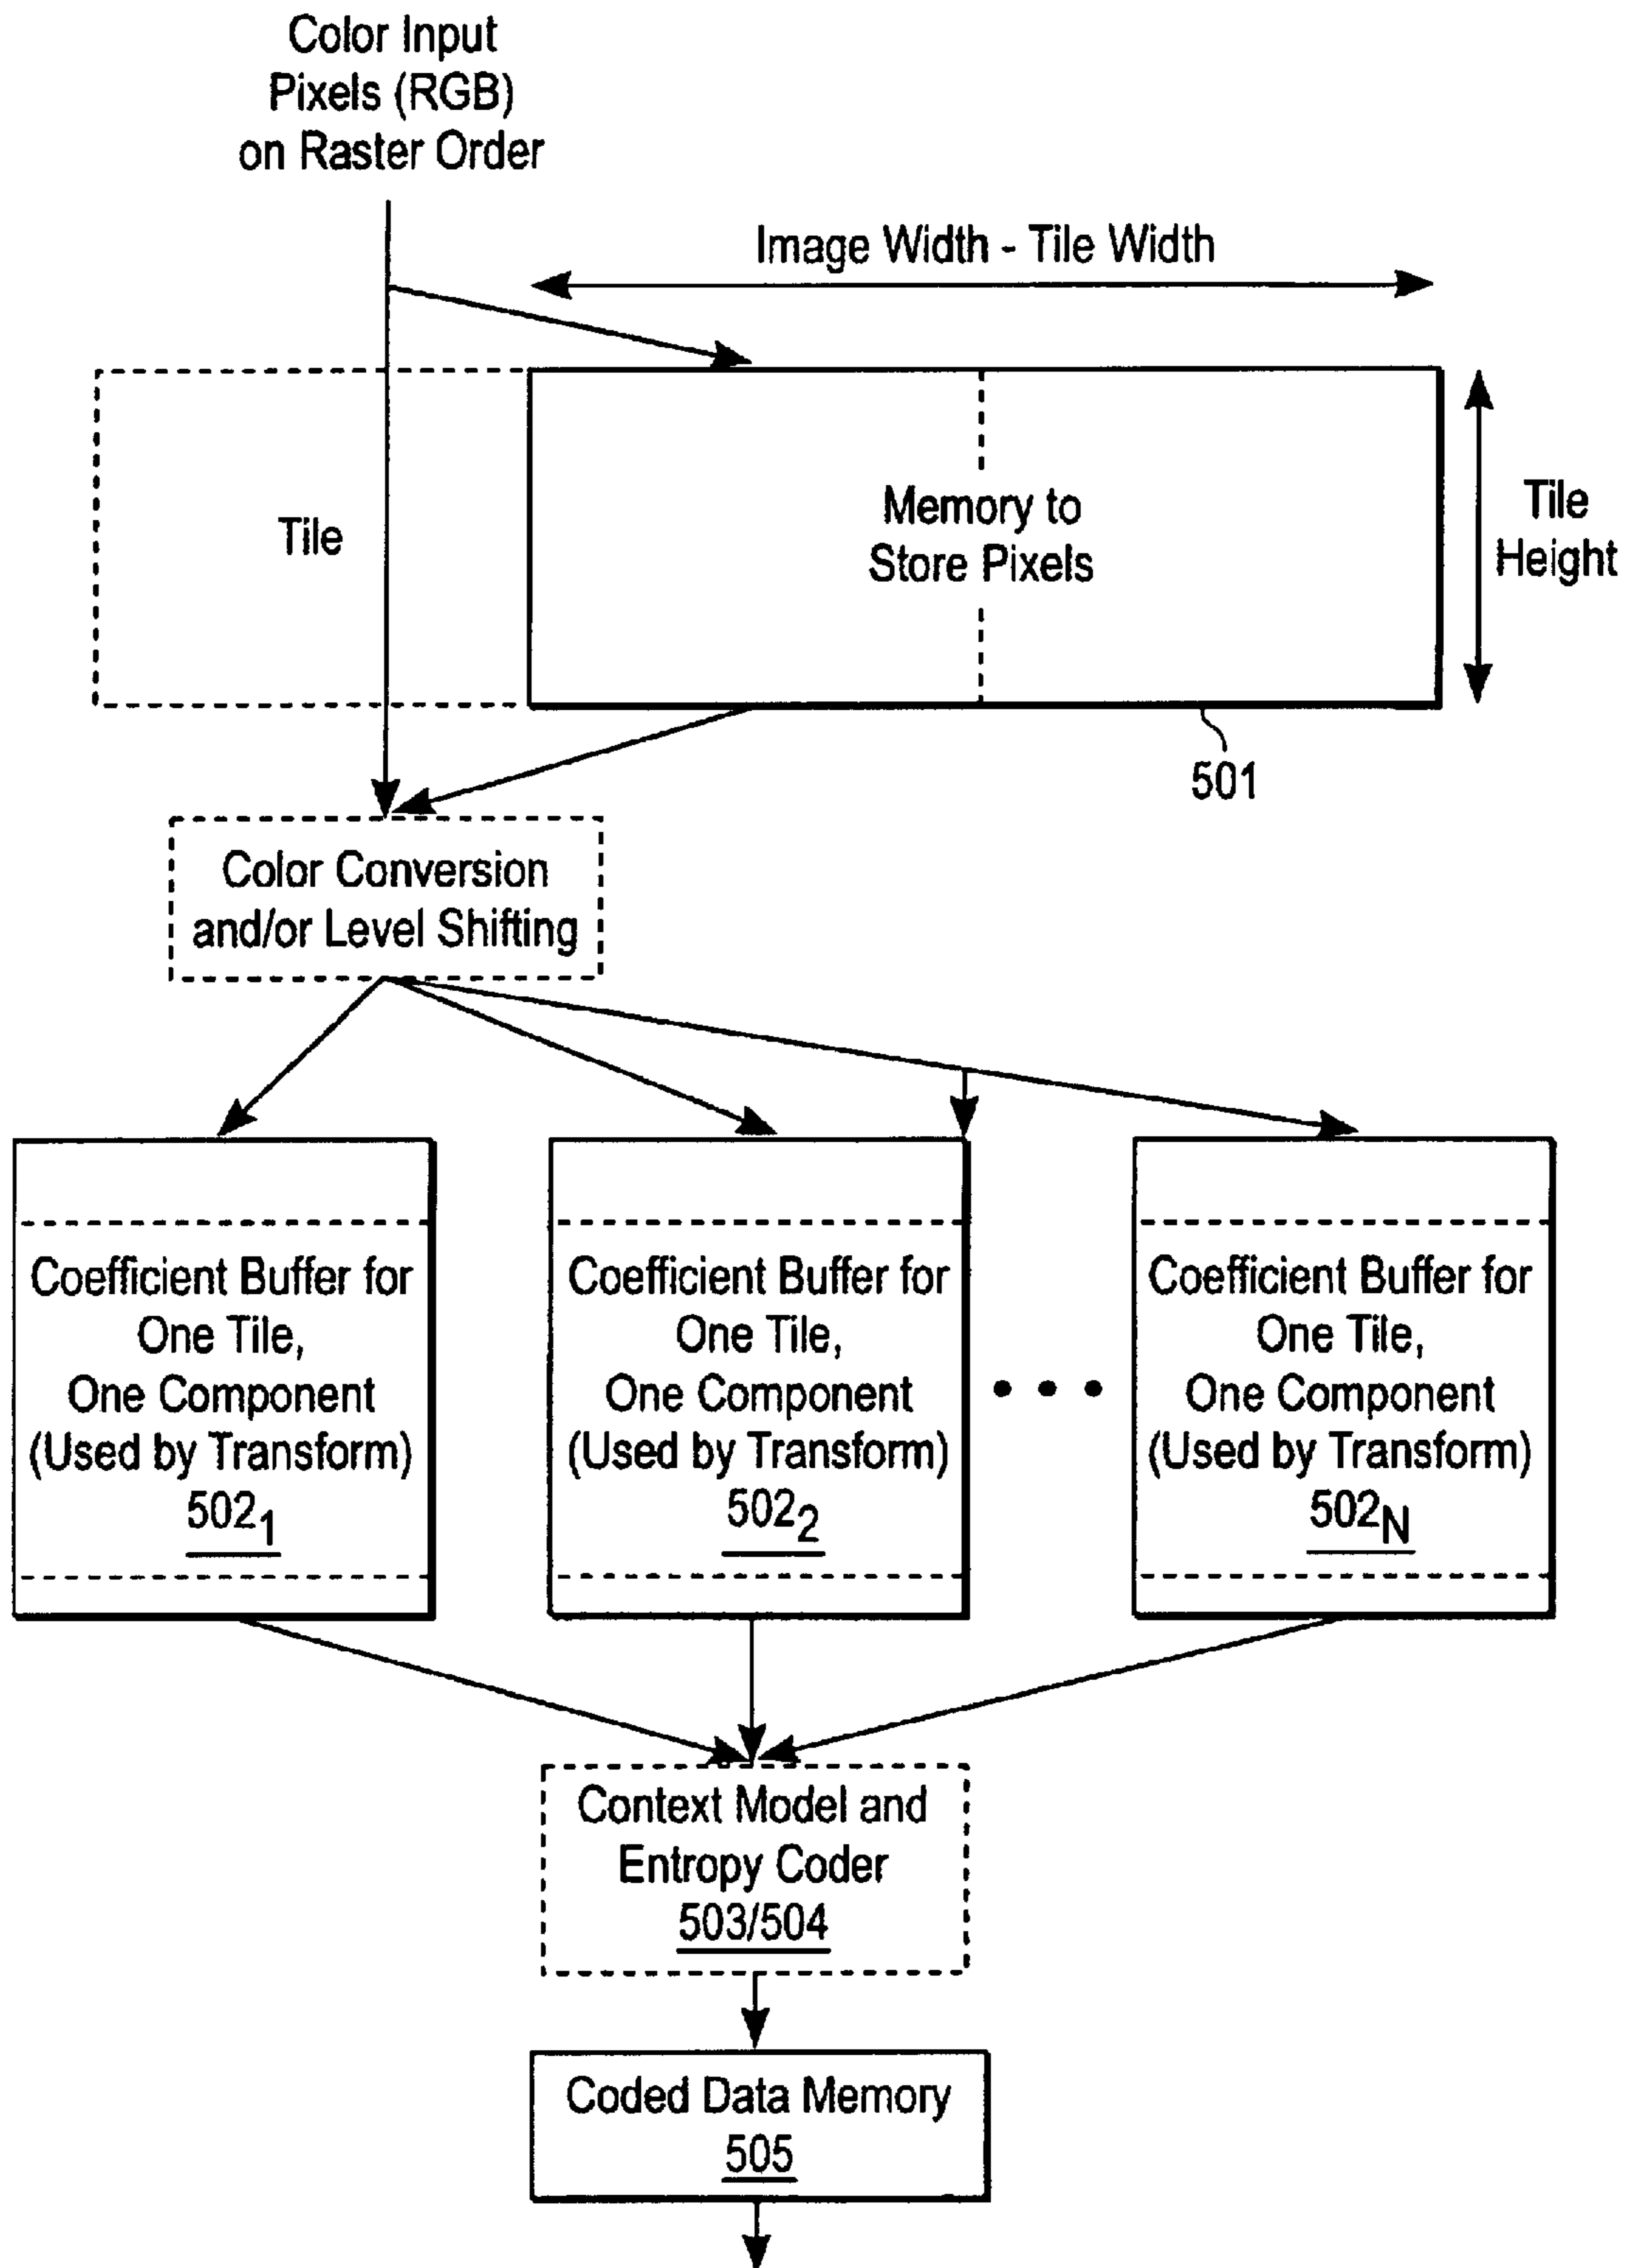 Color Input
Pixels (RGB)
on Raster Order
Image Width - Tile Width
Tile
Memory to
Store Pixels
Tile
Height
501
Color Conversion
and/or Level Shifting
Coefficient Buffer for
One Tile,
One Component
(Used by Transform)
502₁
Coefficient Buffer for
One Tile,
One Component
(Used by Transform)
502₂
Coefficient Buffer for
One Tile,
One Component
(Used by Transform)
502_N
Context Model and
Entropy Coder
503/504
Coded Data Memory
505